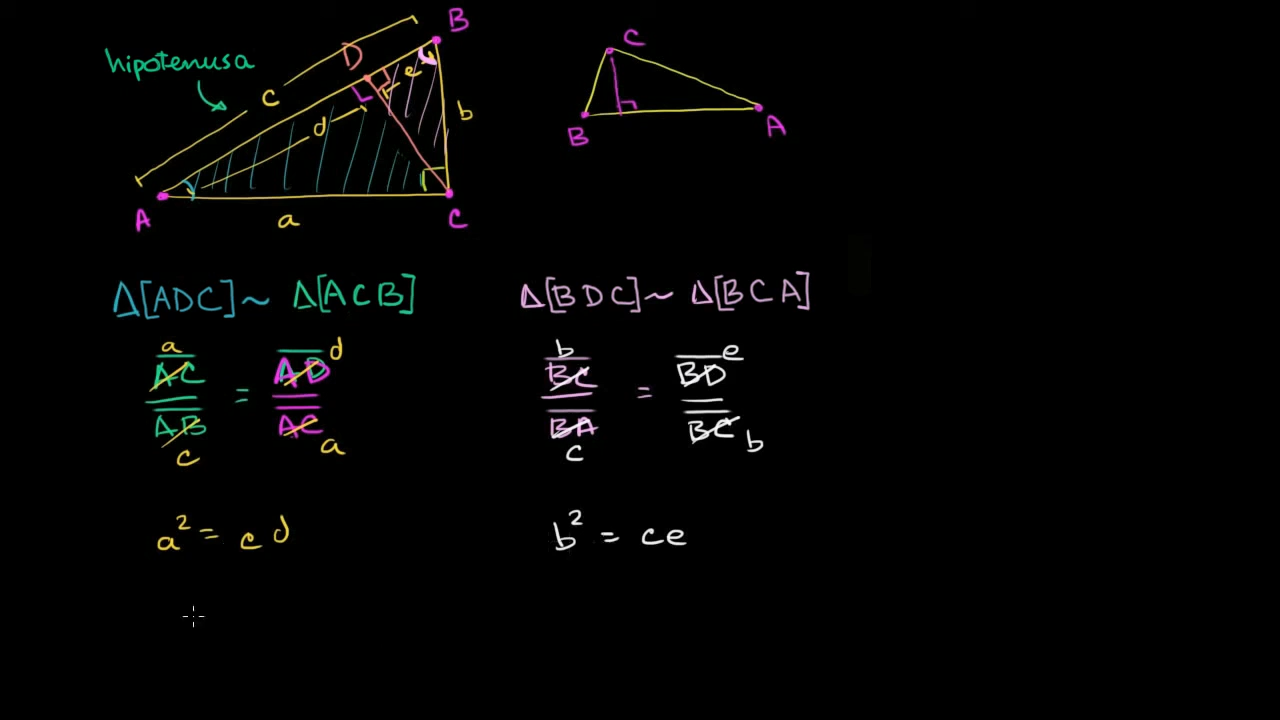 B
hipotenusa
D
e
c
L
d
b
A
a
C
C
B
A
Δ[ADC] ~ Δ[ACB]
Δ[BDC] ~ Δ[BCA]
a
d
AC = AD
AB AC
c
a
b
e
BC = BD
BA BC
c
b
a² = cd
b² = ce